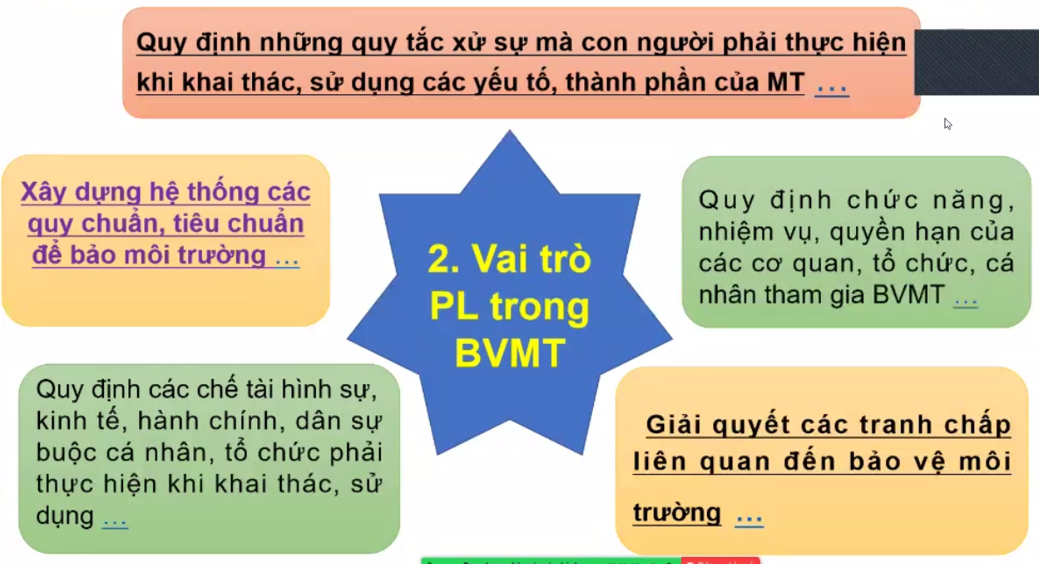 Quy định những quy tắc xử sự mà con người phải thực hiện
khi khai thác, sử dụng các yếu tố, thành phần của MT ...
Xây dựng hệ thống các
quy chuẩn, tiêu chuẩn
để bảo môi trường ...
2. Vai trò
PL trong
BVMT
Quy định chức năng,
nhiệm vụ, quyền hạn của
các cơ quan, tổ chức, cá
nhân tham gia BVMT ...
Quy định các chế tài hình sự,
kinh tế, hành chính, dân sự
buộc cá nhân, tổ chức phải
thực hiện khi khai thác, sử
dụng ...
Giải quyết các tranh chấp
liên quan đến bảo vệ môi
trường ...